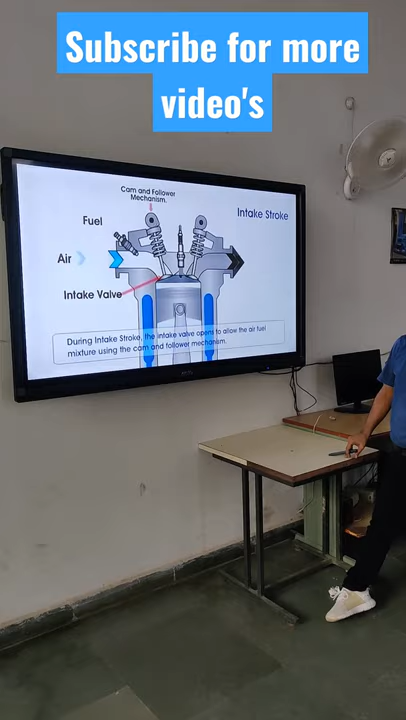 Subscribe for more
video's
Cam and Follower
Mechanism.
Intake Stroke
Fuel
Air
Intake Valve
During Intake Stroke, the intake valve opens to allow the air fuel
mixture using the cam and follower mechanism.